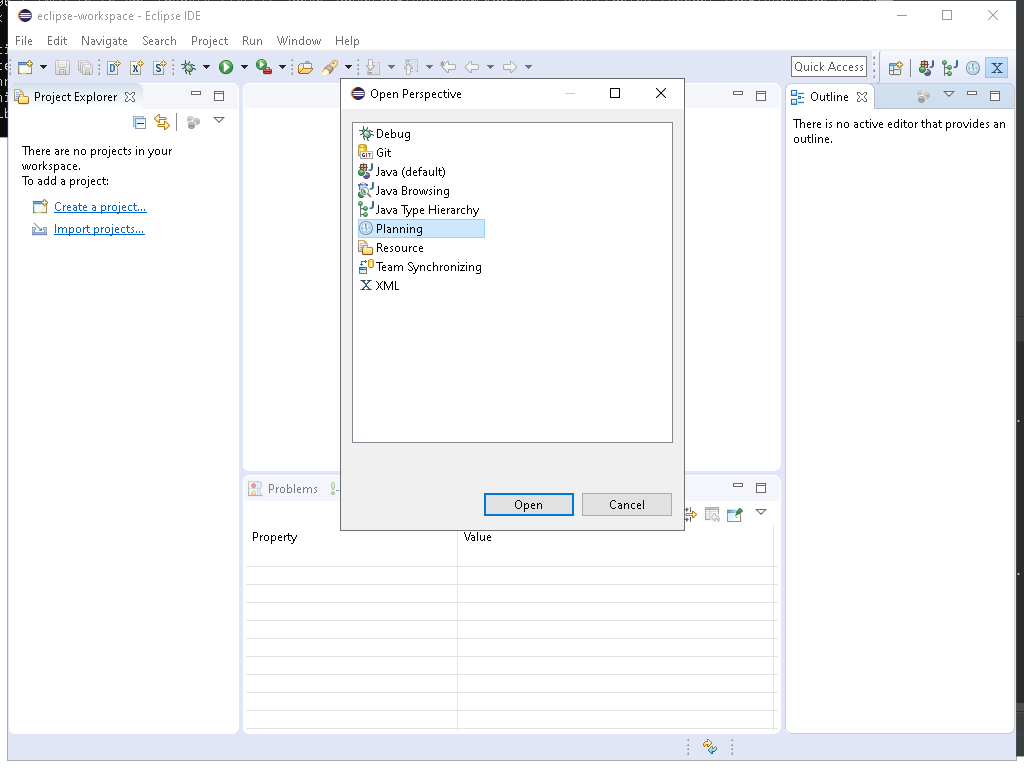 eclipse-workspace - Eclipse IDE
File Edit Navigate Search Project Run Window Help
Quick Access
Project Explorer
There are no projects in your
workspace.
To add a project:
Create a project...
Import projects...
Open Perspective
Debug
Git
Java (default)
Java Browsing
Java Type Hierarchy
Planning
Resource
Team Synchronizing
XML
Open Cancel
Outline
There is no active editor that provides an
outline.
Problems
Property Value